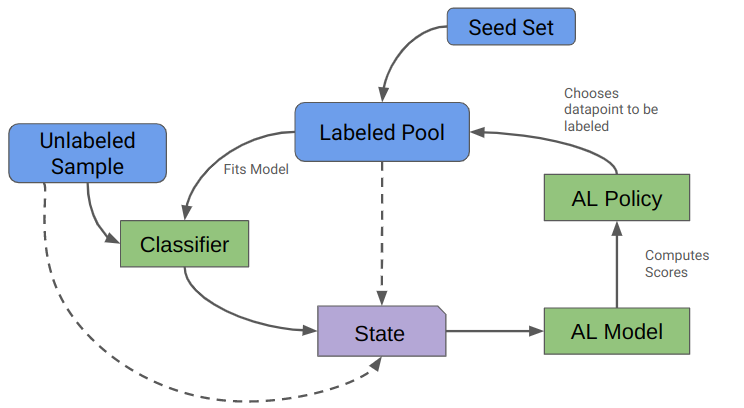 Seed Set
Chooses
datapoint to be
labeled
Labeled Pool
Unlabeled
Sample
Fits Model
AL Policy
Classifier
Computes
Scores
State
AL Model